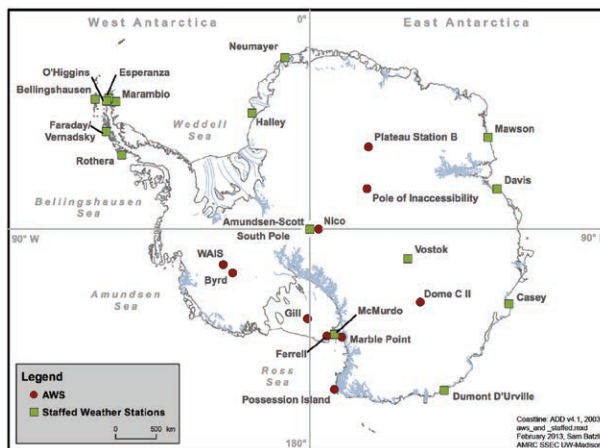 West Antarctica
0°
East Antarctica
Neumayer
O'Higgins
Esperanza
Bellingshausen
Marambio
Faraday/
Vernadsky
Rothera
Weddell
Sea
Halley
Plateau Station B
Mawson
Davis
Pole of Inaccessibility
Bellingshausen
Sea
Amundsen-Scott
South Pole
Nico
90° W
90°
WAIS
Byrd
Vostok
Amundsen
Sea
Dome C II
Casey
Gill
McMurdo
Ferrell
Marble Point
Ross
Sea
Possession Island
Dumont D'Urville
Legend
AWS
Staffed Weather Stations
0
500
km
180°
Coastline: ADD v4.1, 2003
aws_and_staffed.mxd
February 2013, Sam Batzli
AMRC SSEC UW-Madison